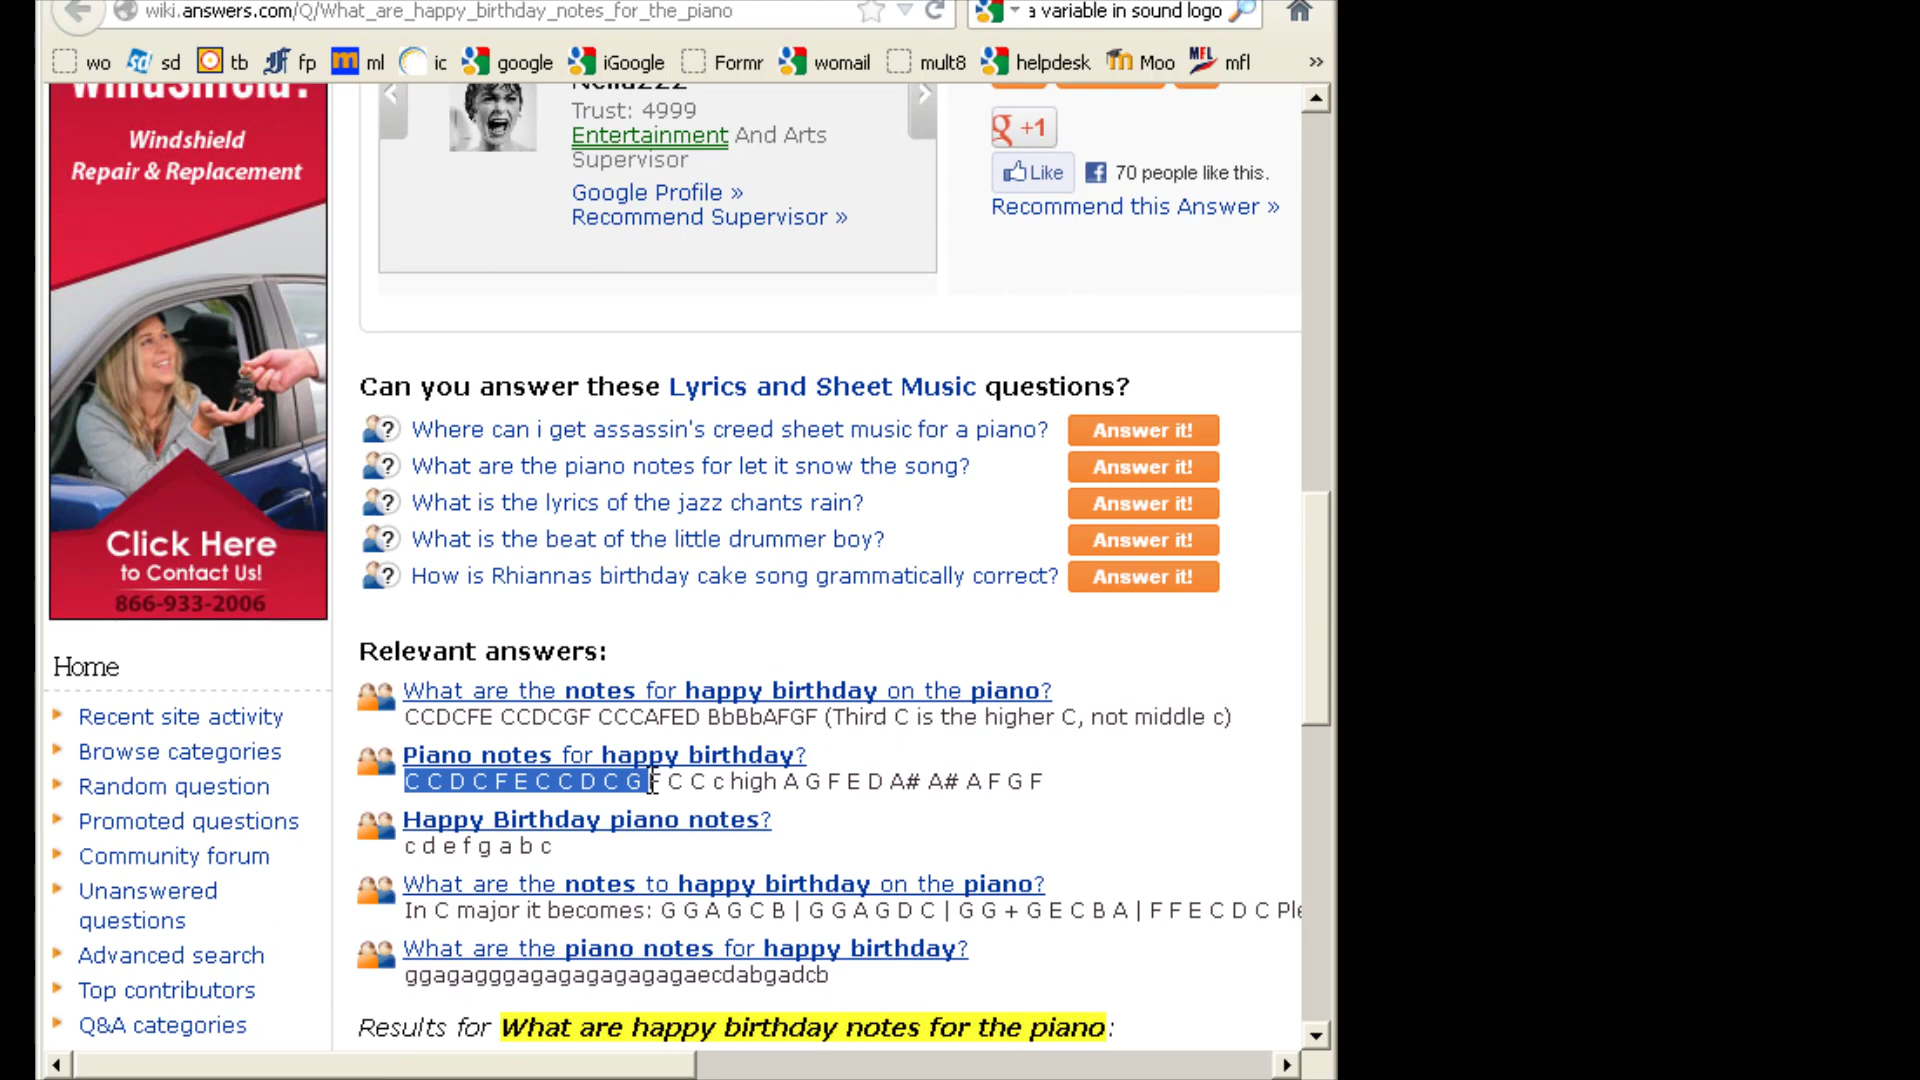 wiki.answers.com/Q/What_are_happy_birthday_notes_for_the_piano
a variable in sound logo
wo sd tb fp ml ic google iGoogle Formr womail mult8 helpdesk Moo mfl »
Windshield
Repair & Replacement
Click Here
to Contact Us!
866-933-2006
Trust: 4999
Entertainment And Arts
Supervisor
Google Profile »
Recommend Supervisor »
+1
Like 70 people like this.
Recommend this Answer »
Can you answer these Lyrics and Sheet Music questions?
Where can i get assassin's creed sheet music for a piano? Answer it!
What are the piano notes for let it snow the song? Answer it!
What is the lyrics of the jazz chants rain? Answer it!
What is the beat of the little drummer boy? Answer it!
How is Rhiannas birthday cake song grammatically correct? Answer it!
Relevant answers:
What are the notes for happy birthday on the piano?
CCDCFE CCDCGF CCCAFED BbBbAFGF (Third C is the higher C, not middle c)
Piano notes for happy birthday?
C C D C F E C C D C G F C C c high A G F E D A# A# A F G F
Happy Birthday piano notes?
c d e f g a b c
What are the notes to happy birthday on the piano?
In C major it becomes: G G A G C B | G G A G D C | G G + G E C B A | F F E C D C Ple
What are the piano notes for happy birthday?
ggagagggagagagagagagaecdabgadcb
Results for What are happy birthday notes for the piano:
Home
Recent site activity
Browse categories
Random question
Promoted questions
Community forum
Unanswered
questions
Advanced search
Top contributors
Q&A categories